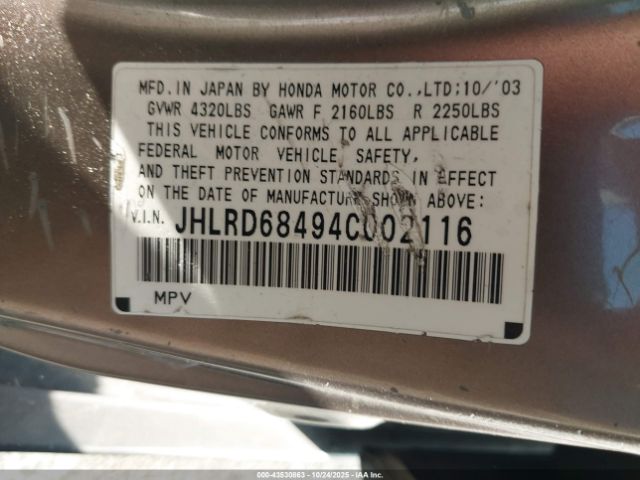 MFD.IN JAPAN BY HONDA MOTOR CO.,LTD;10/'03
GVWR 4320LBS GAWR F 2160LBS R 2250LBS
THIS VEHICLE CONFORMS TO ALL APPLICABLE
FEDERAL MOTOR VEHICLE SAFETY,
AND THEFT PREVENTION STANDARDS IN EFFECT
ON THE DATE OF MANUFACTURE SHOWN ABOVE:
V.I.N. JHLRD68494C002116
MPV
000-43530863 - 10/24/2025 - IAAI.COM